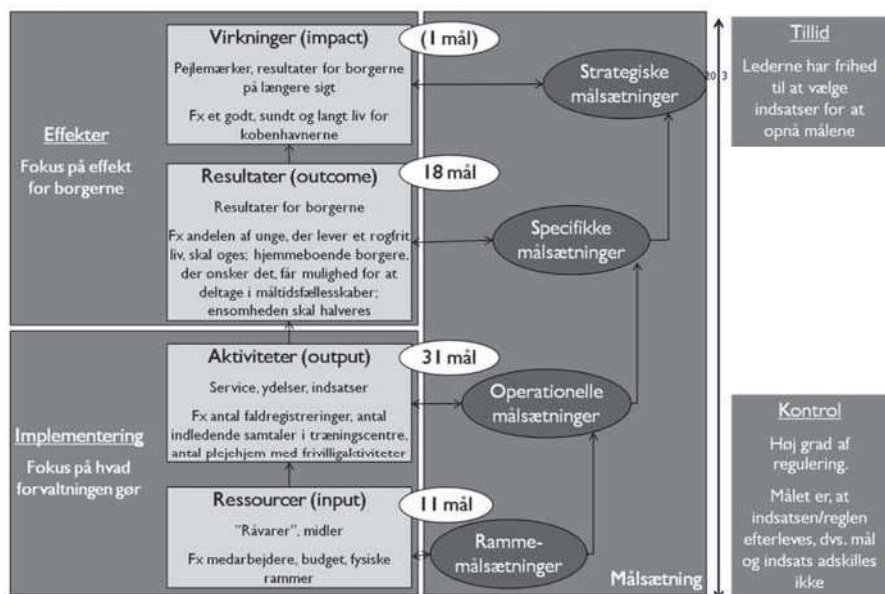 Virkninger (impact)
Pejlemærker, resultater for borgerne
på længere sigt
Fx et godt, sundt og langt liv for
kobenhavnerne
(1 mål)
Effekter
Fokus på effekt
for borgerne
Resultater (outcome)
Resultater for borgerne
Fx andelen af unge, der lever et rogfrit
liv, skal oges; hjemmeboende borgere,
der onsker det, får mulighed for at
deltage i måltidsfællesskaber;
ensomheden skal halveres
18 mål
Implementering
Fokus på hvad
forvaltningen gør
Aktiviteter (output)
Service, ydelser, indsatser
Fx antal faldregistreringer, antal
indledende samtaler i træningscentre,
antal plejehjem med frivilligaktiviteter
31 mål
Ressourcer (input)
"Råvarer", midler
Fx medarbejdere, budget, fysiske
rammer
11 mål
Strategiske
målsætninger
Specifikke
målsætninger
Operationelle
målsætninger
Ramme-
målsætninger
Målsætning
2013
Tillid
Lederne har frihed
til at vælge
indsatser for at
opnå målene
Kontrol
Høj grad af
regulering.
Målet er, at
indsatsen/reglen
efterleves, dvs. mål
og indsats adskilles
ikke